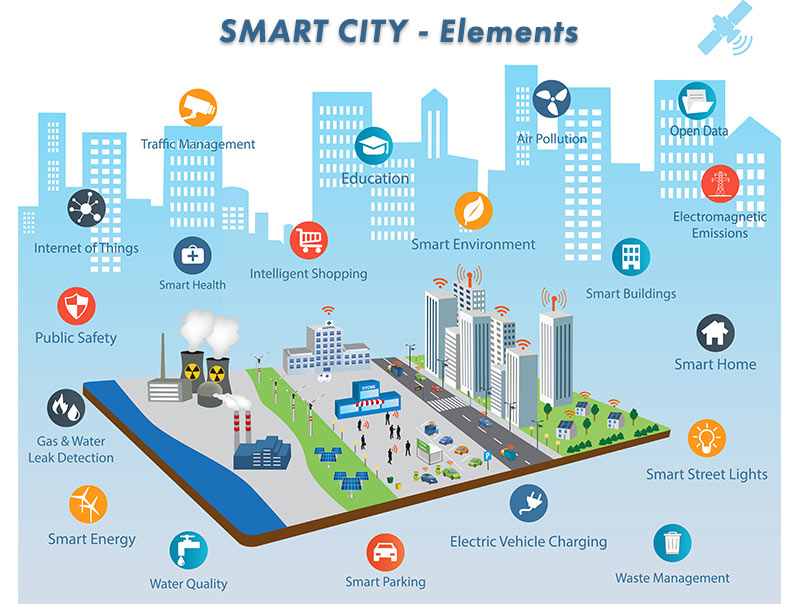 SMART CITY - Elements
Traffic Management
Education
Air Pollution
Open Data
Internet of Things
Smart Health
Intelligent Shopping
Smart Environment
Electromagnetic
Emissions
Smart Buildings
Public Safety
Smart Home
STORE
Gas & Water
Leak Detection
P
Smart Street Lights
Smart Energy
Water Quality
Smart Parking
Electric Vehicle Charging
Waste Management